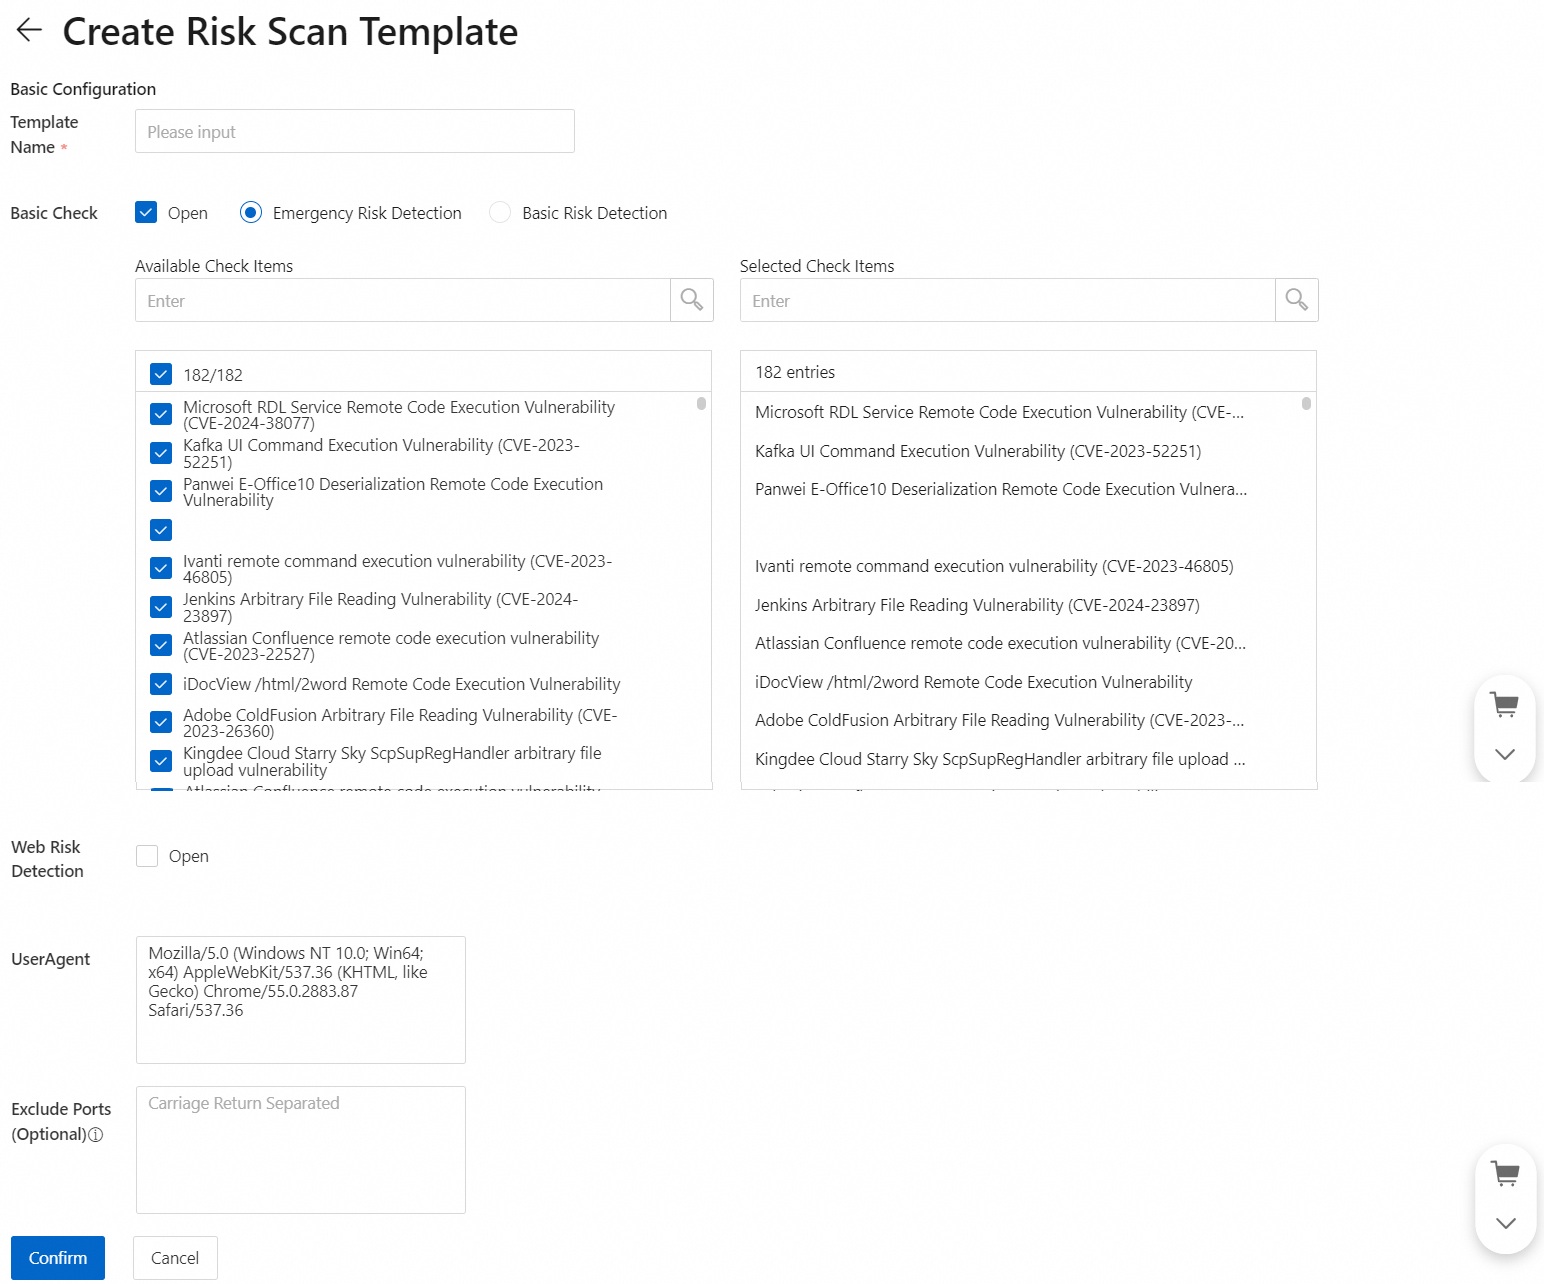 Create Risk Scan Template
Basic Configuration
Template
Name *
Please input
Basic Check
Open
Emergency Risk Detection
Basic Risk Detection
Available Check Items
Enter
182/182
Microsoft RDL Service Remote Code Execution Vulnerability
(CVE-2024-38077)
Kafka UI Command Execution Vulnerability (CVE-2023-
52251)
Panwei E-Office10 Deserialization Remote Code Execution
Vulnerability
Ivanti remote command execution vulnerability (CVE-2023-
46805)
Jenkins Arbitrary File Reading Vulnerability (CVE-2024-
23897)
Atlassian Confluence remote code execution vulnerability
(CVE-2023-22527)
iDocView /html/2word Remote Code Execution Vulnerability
Adobe ColdFusion Arbitrary File Reading Vulnerability (CVE-
2023-26360)
Kingdee Cloud Starry Sky ScpSupRegHandler arbitrary file
upload vulnerability
Atlassian Confluence remote code execution vulnerability
Selected Check Items
Enter
182 entries
Microsoft RDL Service Remote Code Execution Vulnerability (CVE-...
Kafka UI Command Execution Vulnerability (CVE-2023-52251)
Panwei E-Office10 Deserialization Remote Code Execution Vulnera...
Ivanti remote command execution vulnerability (CVE-2023-46805)
Jenkins Arbitrary File Reading Vulnerability (CVE-2024-23897)
Atlassian Confluence remote code execution vulnerability (CVE-20...
iDocView /html/2word Remote Code Execution Vulnerability
Adobe ColdFusion Arbitrary File Reading Vulnerability (CVE-2023-...
Kingdee Cloud Starry Sky ScpSupRegHandler arbitrary file upload ...
Web Risk
Detection
Open
UserAgent
Mozilla/5.0 (Windows NT 10.0; Win64;
x64) AppleWebKit/537.36 (KHTML, like
Gecko) Chrome/55.0.2883.87
Safari/537.36
Exclude Ports
(Optional)
Carriage Return Separated
Confirm
Cancel